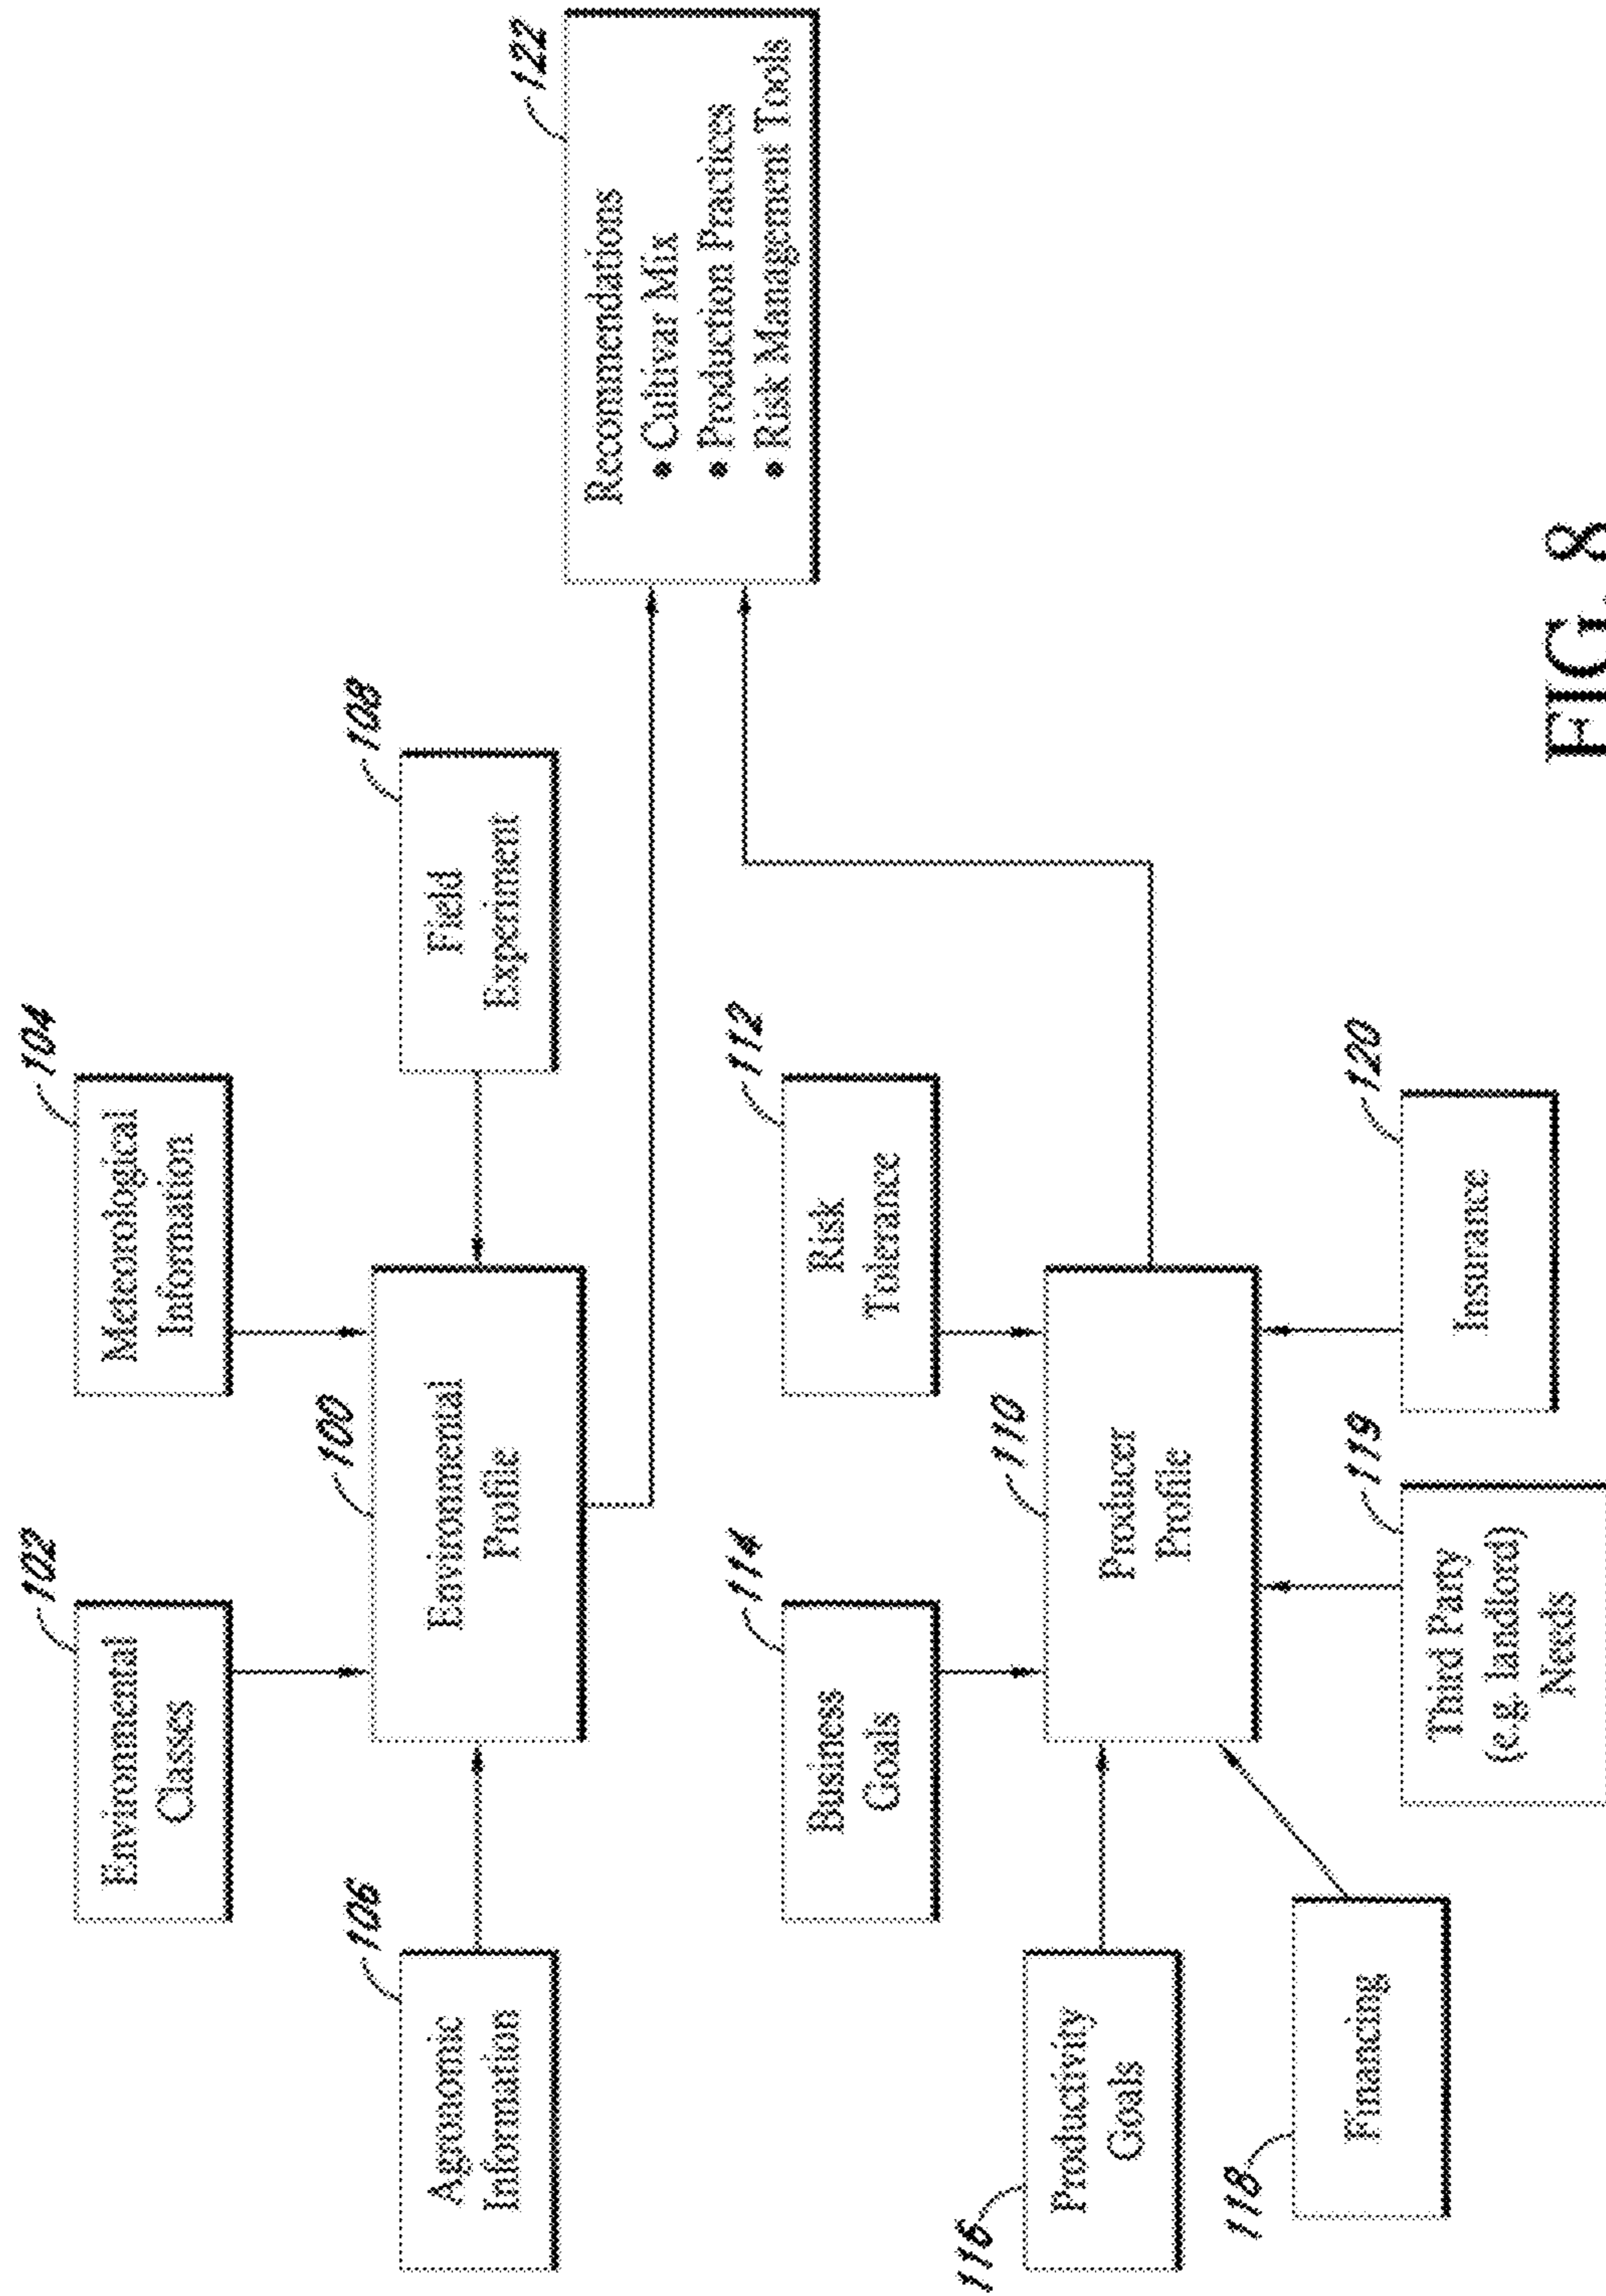 102
Environmental
Classes
104
Meteorological
Information
106
Agronomic
Information
100
Environmental
Profile
108
Field
Experiment
122
Recommendations
• Cultivar Mix
• Production Practices
• Risk Management Tools
114
Business
Goals
112
Risk
Tolerance
116
Productivity
Goals
110
Producer
Profile
118
Financing
119
Third Party
(e.g. landlord)
Needs
120
Insurance
FIG. 8